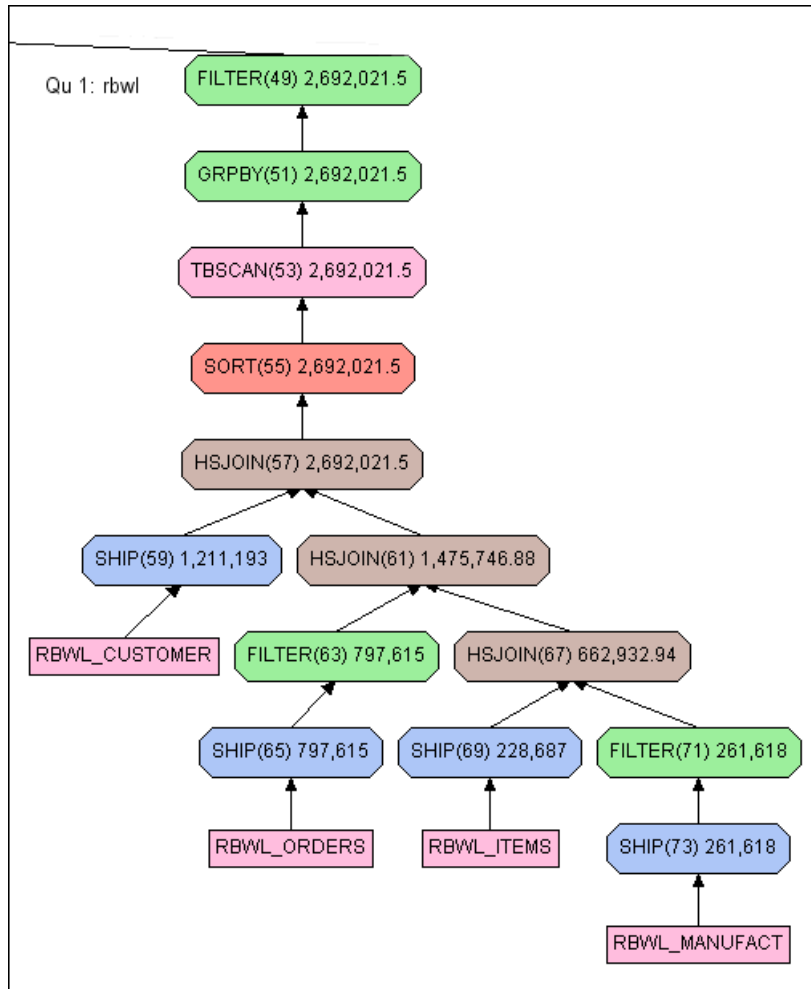 FILTER(49) 2,692,021.5
Qu 1: rbwl
GRPBY(51) 2,692,021.5
TBSCAN(53) 2,692,021.5
SORT(55) 2,692,021.5
HSJOIN(57) 2,692,021.5
SHIP(59) 1,211,193
HSJOIN(61) 1,475,746.88
RBWL_CUSTOMER
FILTER(63) 797,615
HSJOIN(67) 662,932.94
SHIP(65) 797,615
SHIP(69) 228,687
FILTER(71) 261,618
RBWL_ORDERS
RBWL_ITEMS
SHIP(73) 261,618
RBWL_MANUFACT